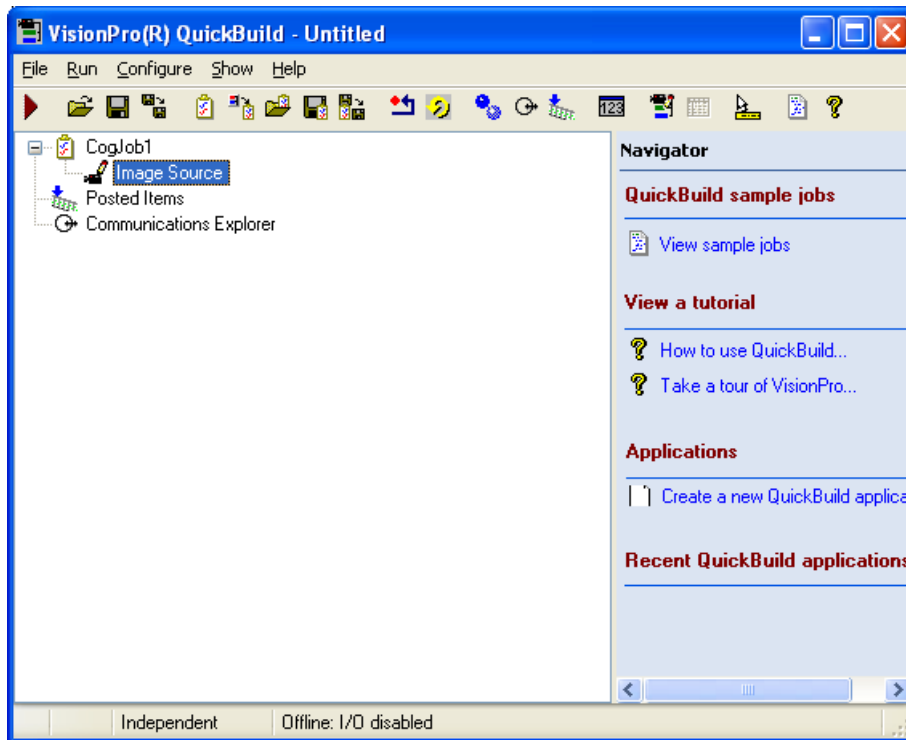 VisionPro(R) QuickBuild - Untitled
File Run Configure Show Help
123
CogJob1
Image Source
Posted Items
Communications Explorer
Navigator
QuickBuild sample jobs
View sample jobs
View a tutorial
How to use QuickBuild...
Take a tour of VisionPro...
Applications
Create a new QuickBuild applica
Recent QuickBuild applications
Independent Offline: I/O disabled